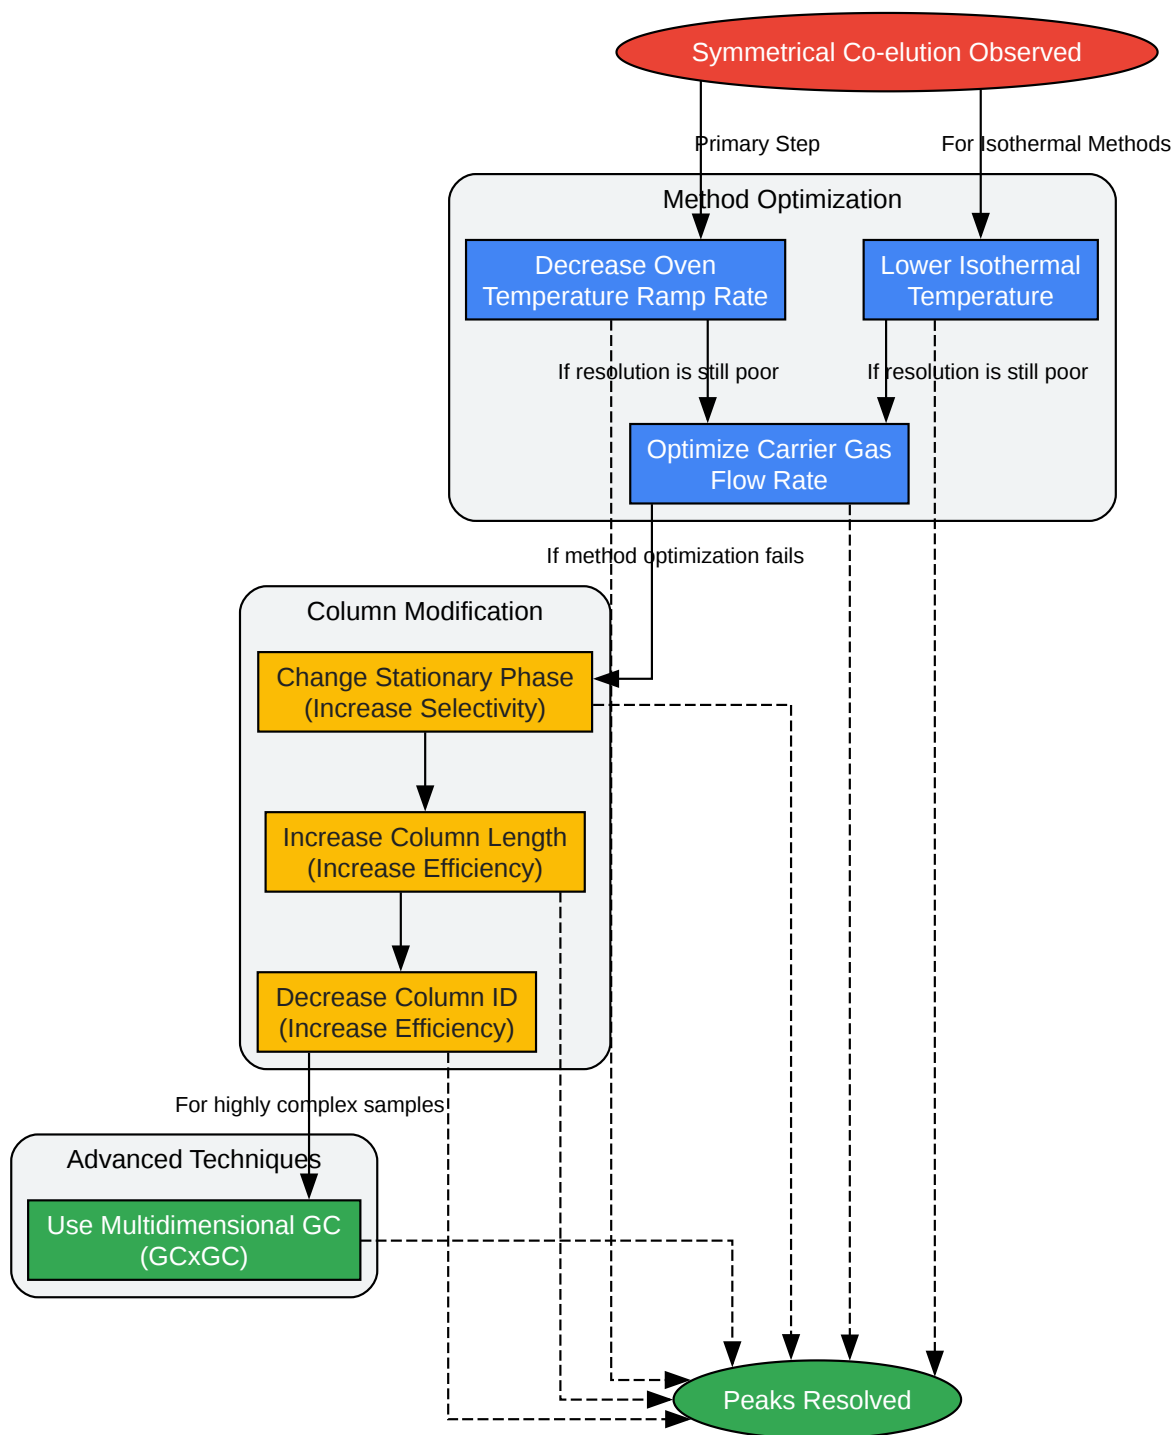 Symmetrical Co-elution Observed
Primary Step
For Isothermal Methods
Method Optimization
Decrease Oven
Temperature Ramp Rate
Lower Isothermal
Temperature
If resolution is still poor
If resolution is still poor
Optimize Carrier Gas
Flow Rate
If method optimization fails
Column Modification
Change Stationary Phase
(Increase Selectivity)
Increase Column Length
(Increase Efficiency)
Decrease Column ID
(Increase Efficiency)
For highly complex samples
Advanced Techniques
Use Multidimensional GC
(GCxGC)
Peaks Resolved